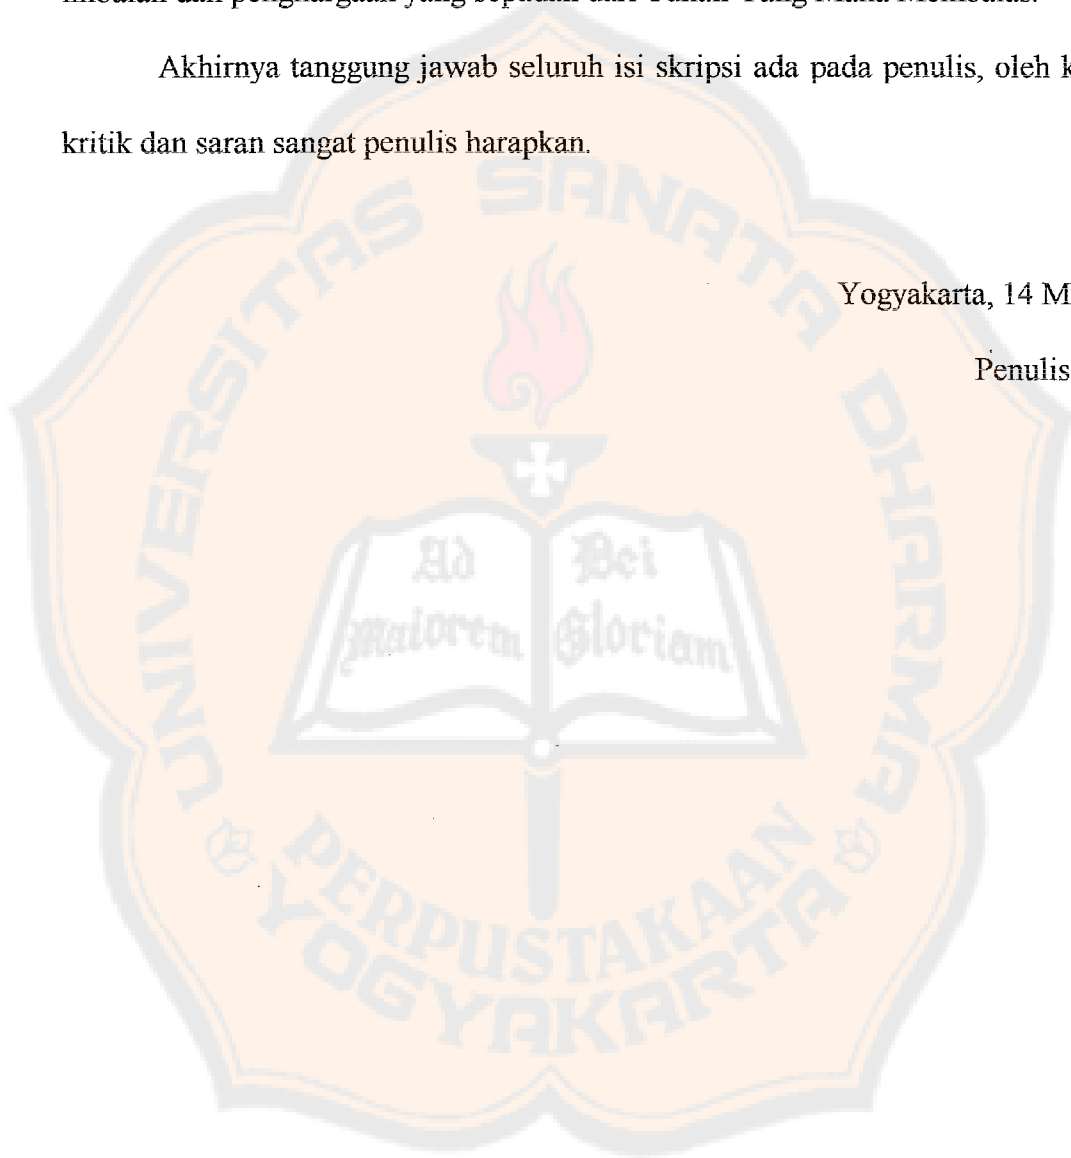 Akhirnya tanggung jawab seluruh isi skripsi ada pada penulis, oleh k
kritik dan saran sangat penulis harapkan.
Yogyakarta, 14 M
Penulis
UNIVERSITAS SANATA DHARMA
Ad
maiorem
Dei
Gloriam
PERPUSTAKAAN
YOGYAKARTA